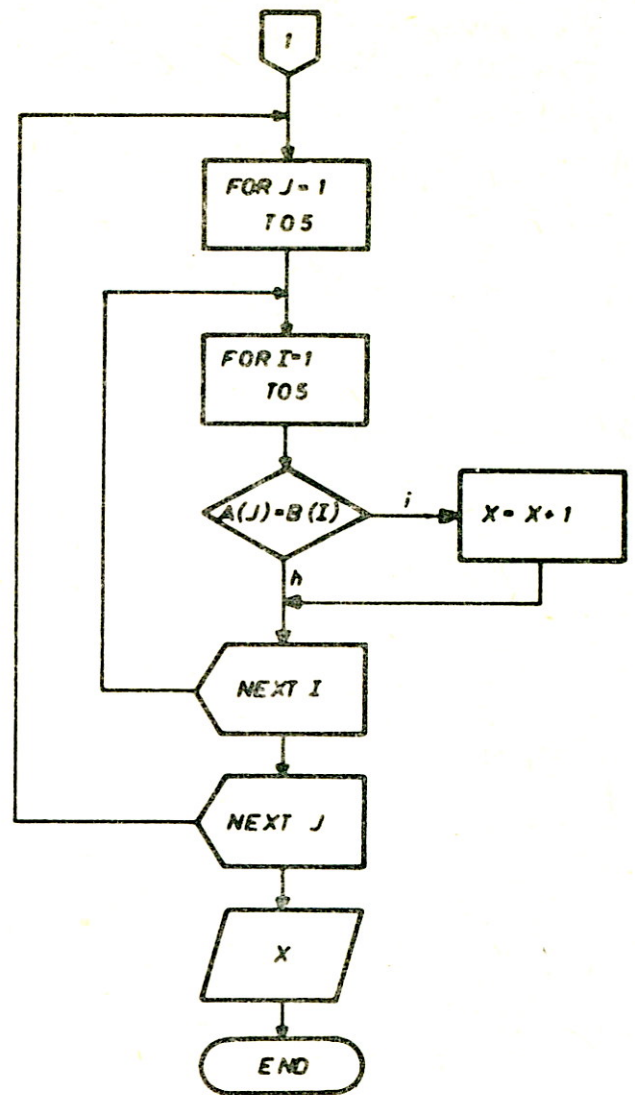 1
FOR J=1
TO 5
FOR I=1
TO 5
A(J)=B(I)
i
X=X+1
h
NEXT I
NEXT J
X
END